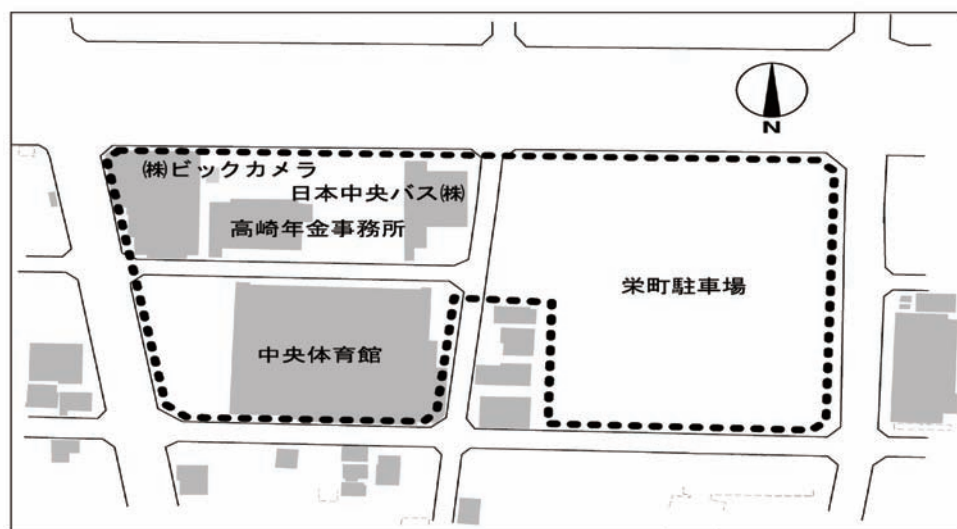 N
㈱ビックカメラ
日本中央バス㈱
高崎年金事務所
栄町駐車場
中央体育館